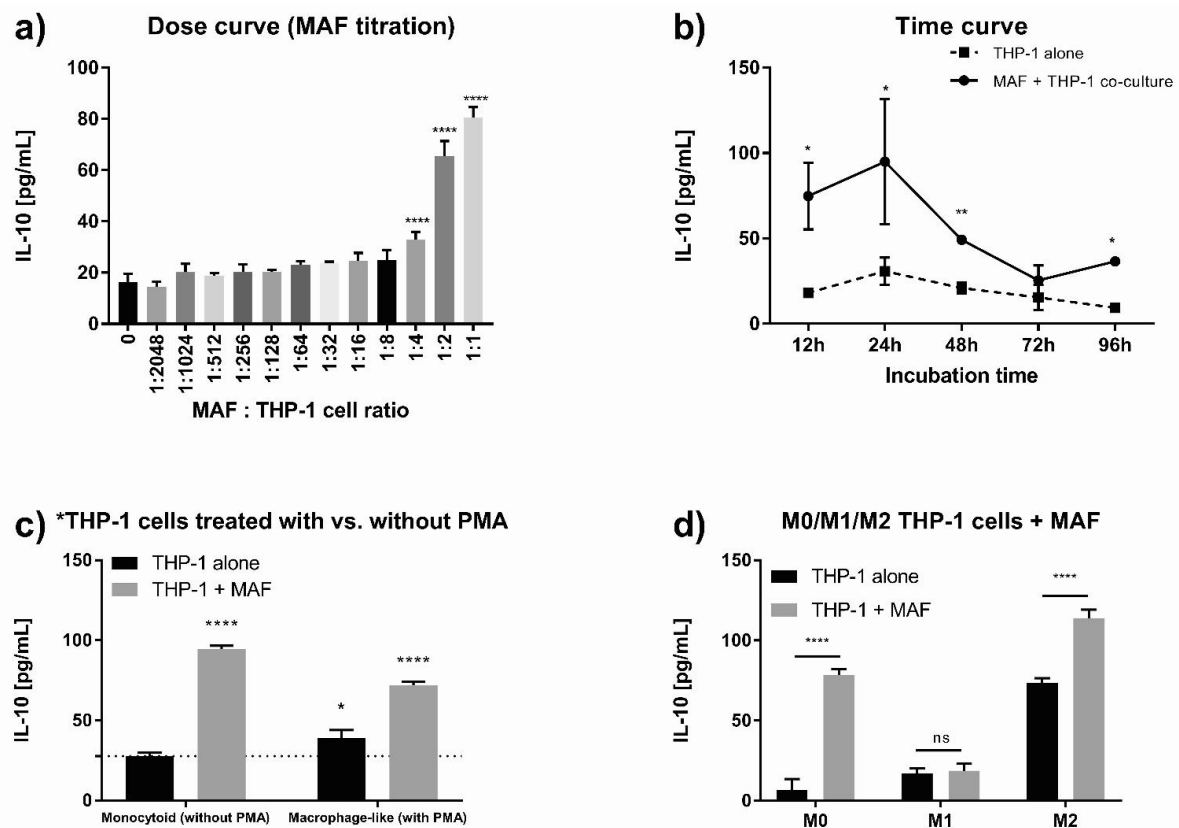 a) Dose curve (MAF titration)
IL-10 [pg/mL]
100
80
60
40
20
0
****
****
****
0
1:2048
1:1024
1:512
1:256
1:128
1:64
1:32
1:16
1:8
1:4
1:2
1:1
MAF : THP-1 cell ratio
b) Time curve
THP-1 alone
MAF + THP-1 co-culture
IL-10 [pg/mL]
150
100
50
0
*
*
**
*
12h 24h 48h 72h 96h
Incubation time
c) *THP-1 cells treated with vs. without PMA
THP-1 alone
THP-1 + MAF
IL-10 [pg/mL]
150
100
50
0
****
*
****
Monocytoid (without PMA) Macrophage-like (with PMA)
d) M0/M1/M2 THP-1 cells + MAF
THP-1 alone
THP-1 + MAF
IL-10 [pg/mL]
150
100
50
0
****
ns
****
M0 M1 M2